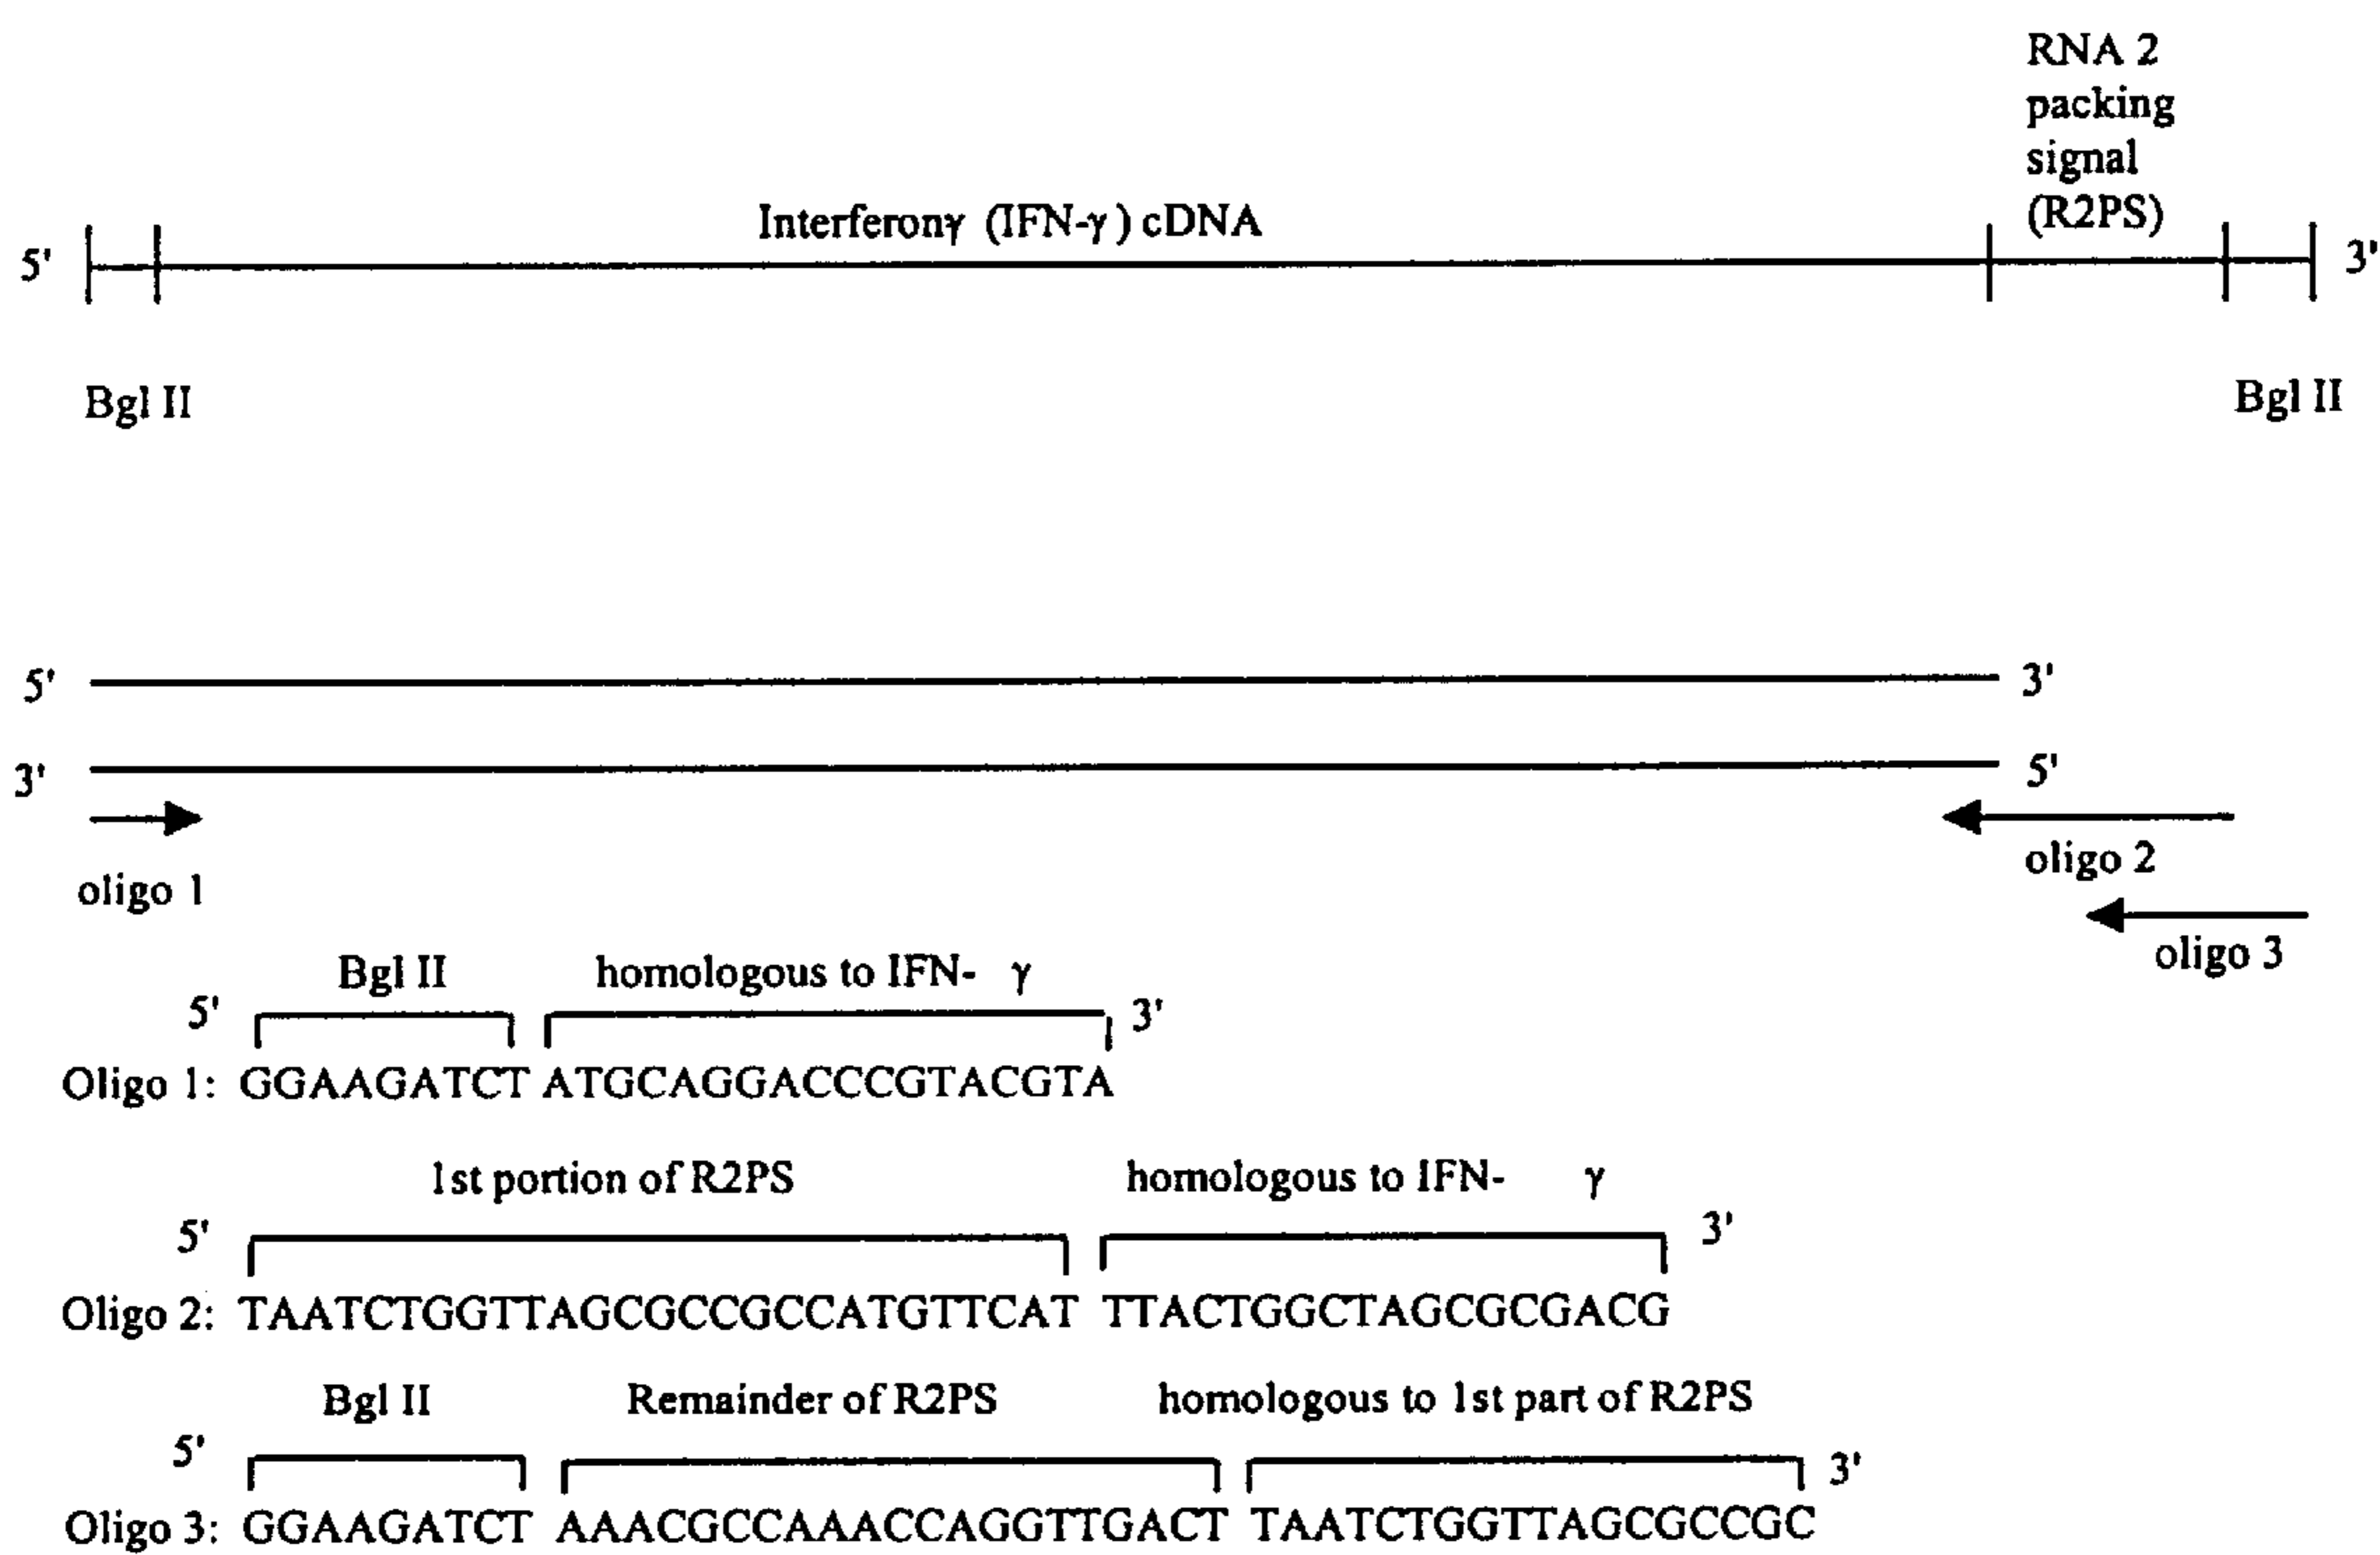 RNA 2
packing
signal
(R2PS)
Interferonγ (IFN-γ) cDNA
5' 3'
Bgl II Bgl II
5' 3'
3' 5'
oligo 1
oligo 2
oligo 3
Bgl II homologous to IFN- γ
5' 3'
Oligo 1: GGAAGATCT ATGCAGGACCCGTACGTA
1st portion of R2PS homologous to IFN- γ
5' 3'
Oligo 2: TAATCTGGTTAGCGCCGCCATGTTCAT TTACTGGCTAGCGCGACG
Bgl II Remainder of R2PS homologous to 1st part of R2PS
5' 3'
Oligo 3: GGAAGATCT AAACGCCAAACCAGGTTGACT TAATCTGGTTAGCGCCGC